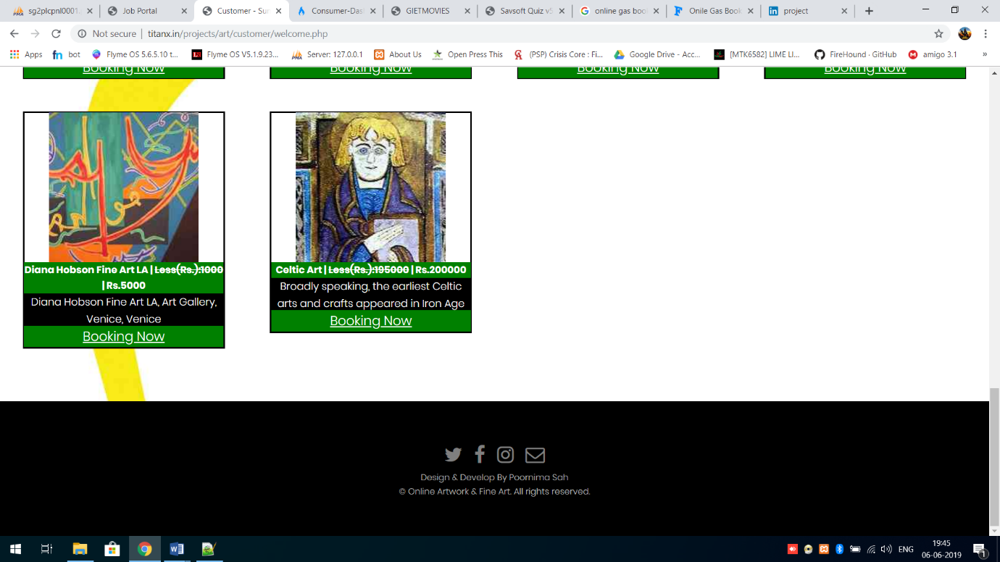 sg2plcpnl0001.
Job Portal
Customer - Sun
Consumer-Das
GIETMOVIES
Savsoft Quiz v5
online gas book
Onile Gas Book
project
Not secure | titanx.in/projects/art/customer/welcome.php
Apps
bot
Flyme OS 5.6.5.10 t...
Flyme OS V5.1.9.23...
Server: 127.0.0.1
About Us
Open Press This
(PSP) Crisis Core : Fi...
Google Drive - Acc...
[MTK6582] LIME LI...
FireHound · GitHub
amigo 3.1
»
Booking Now
Booking Now
Booking Now
Booking Now
Diana Hobson Fine Art LA | Less(Rs.):1000
| Rs.5000
Diana Hobson Fine Art LA, Art Gallery,
Venice, Venice
Booking Now
Celtic Art | Less(Rs.):195000 | Rs.200000
Broadly speaking, the earliest Celtic
arts and crafts appeared in Iron Age
Booking Now
Design & Develop By Poornima Sah
© Online Artwork & Fine Art. All rights reserved.
ENG
19:45
06-06-2019
1